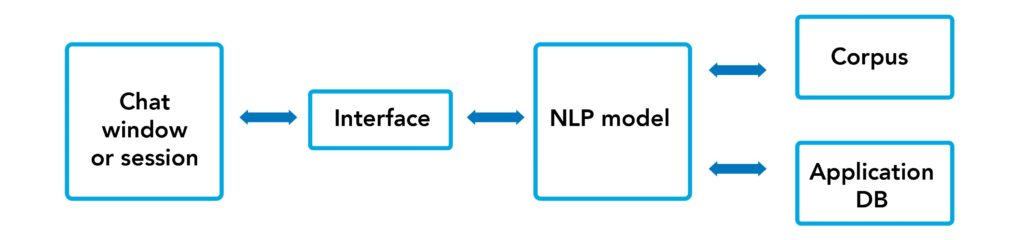 Chat
window
or session
Interface
NLP model
Corpus
Application
DB